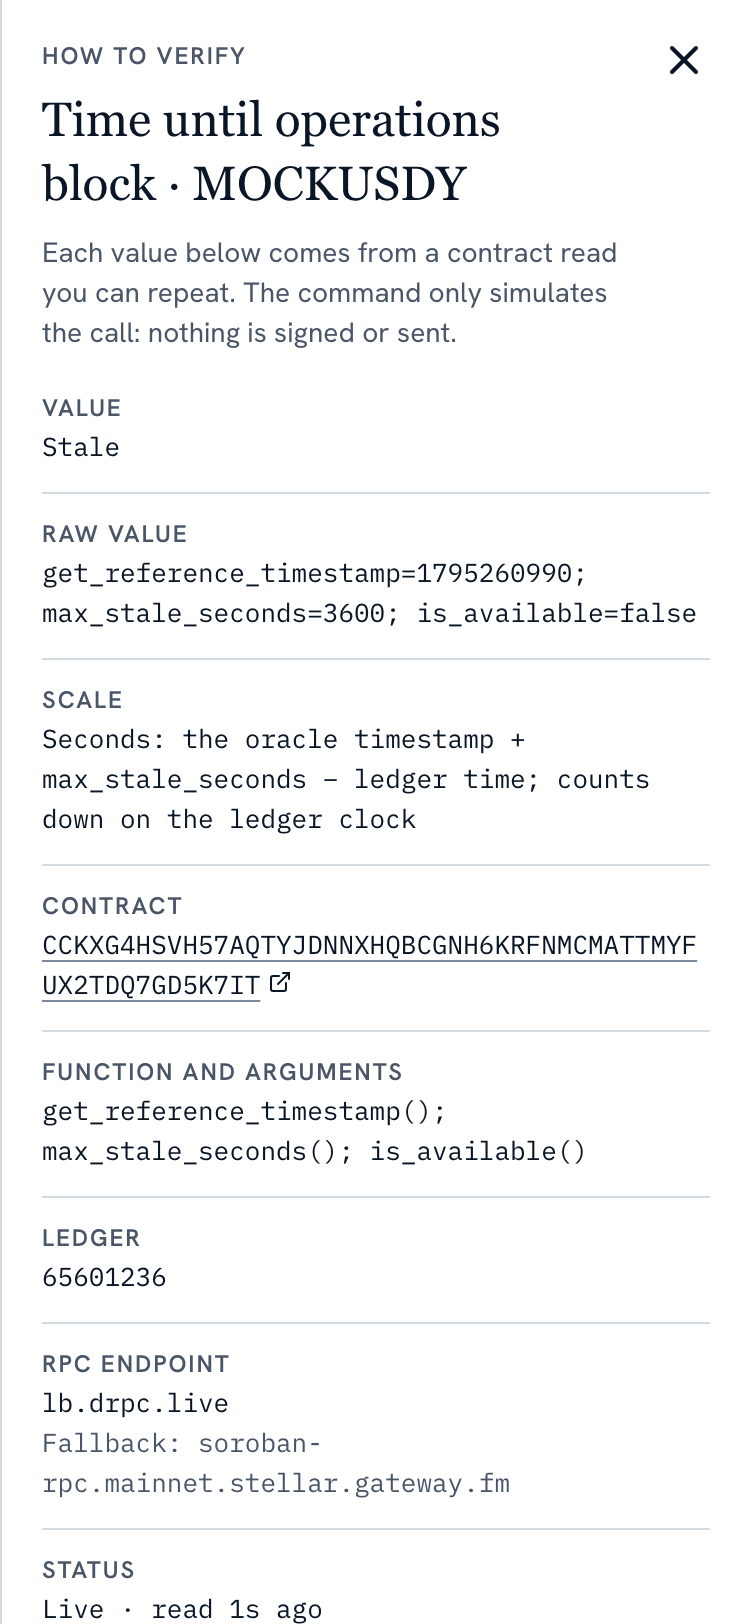 HOW TO VERIFY
Time until operations
block · MOCKUSDY
Each value below comes from a contract read
you can repeat. The command only simulates
the call: nothing is signed or sent.
VALUE
Stale
RAW VALUE
get_reference_timestamp=1795260990;
max_stale_seconds=3600; is_available=false
SCALE
Seconds: the oracle timestamp +
max_stale_seconds − ledger time; counts
down on the ledger clock
CONTRACT
CCKXG4HSVH57AQTYJDNNXHQBCGNH6KRFNMCMATTMYF
UX2TDQ7GD5K7IT
FUNCTION AND ARGUMENTS
get_reference_timestamp();
max_stale_seconds(); is_available()
LEDGER
65601236
RPC ENDPOINT
lb.drpc.live
Fallback: soroban-
rpc.mainnet.stellar.gateway.fm
STATUS
Live · read 1s ago